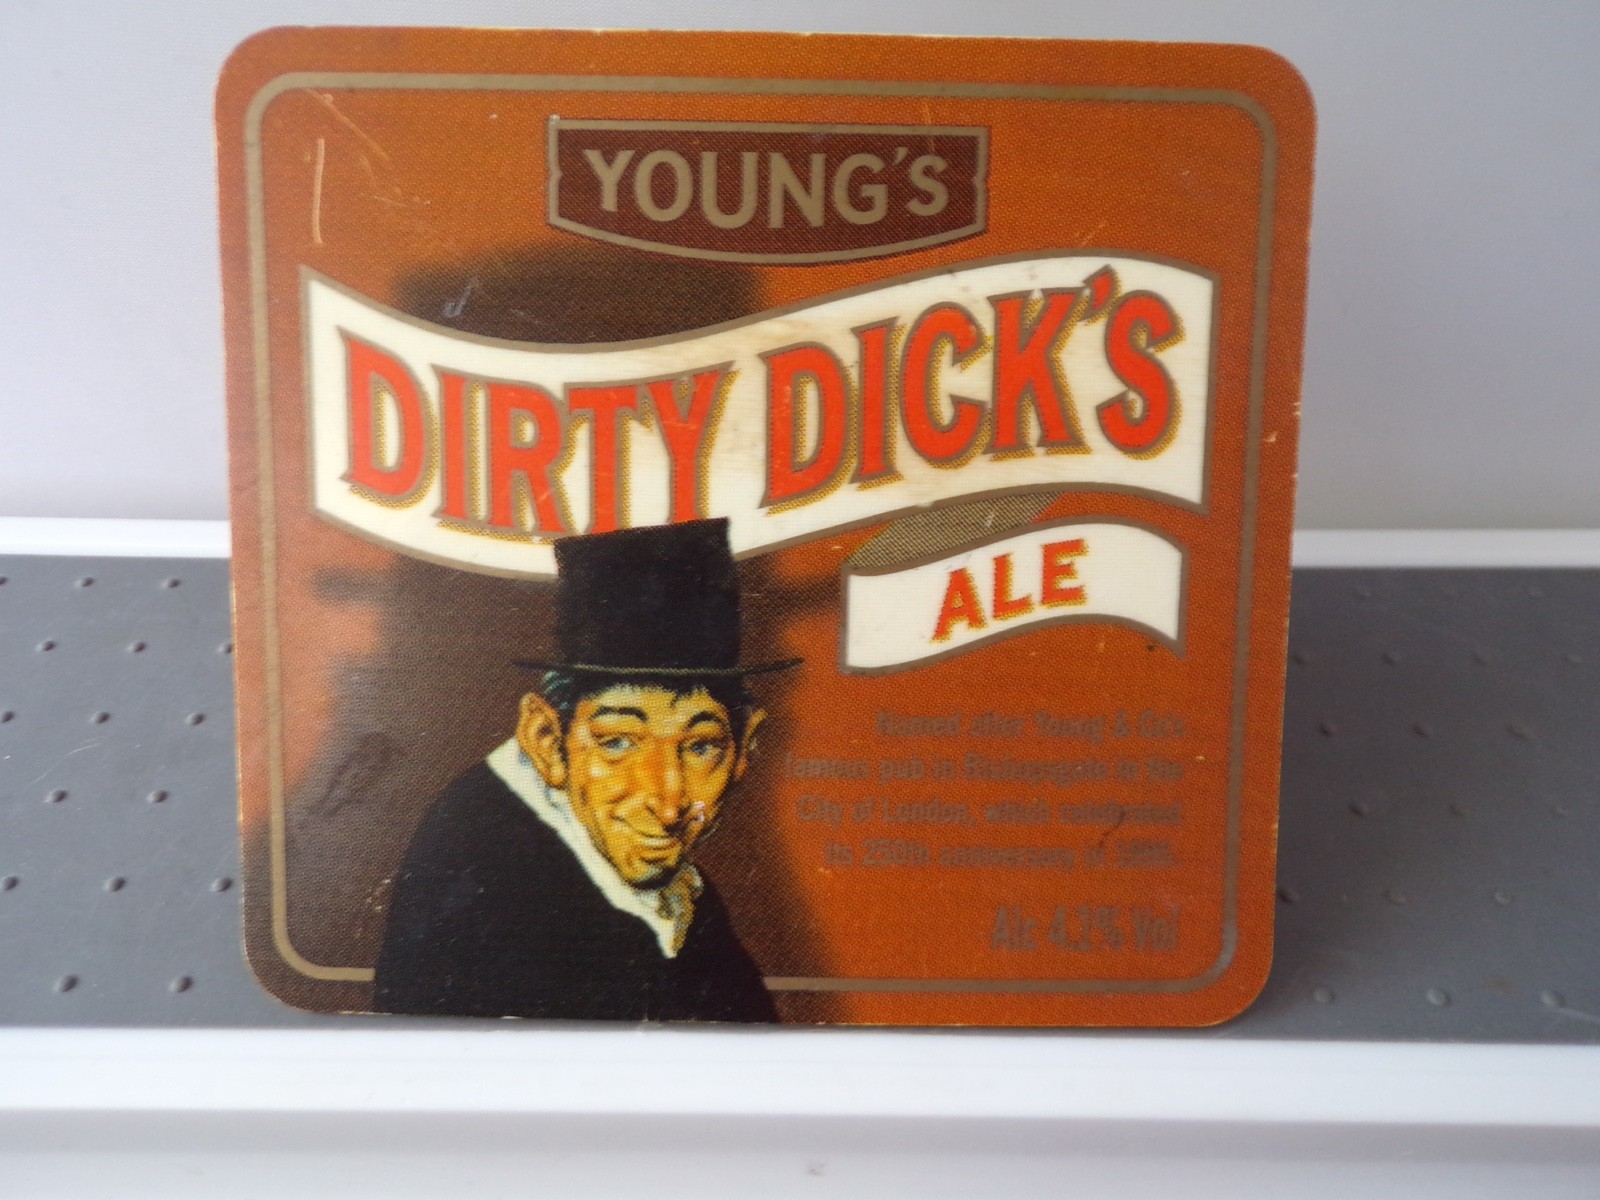 YOUNG'S
DIRTY DICK'S
ALE
Named after Young & Co's
famous pub in Bishopsgate in the
City of London, which celebrated
its 250th anniversary in
Alc 4.1% Vol